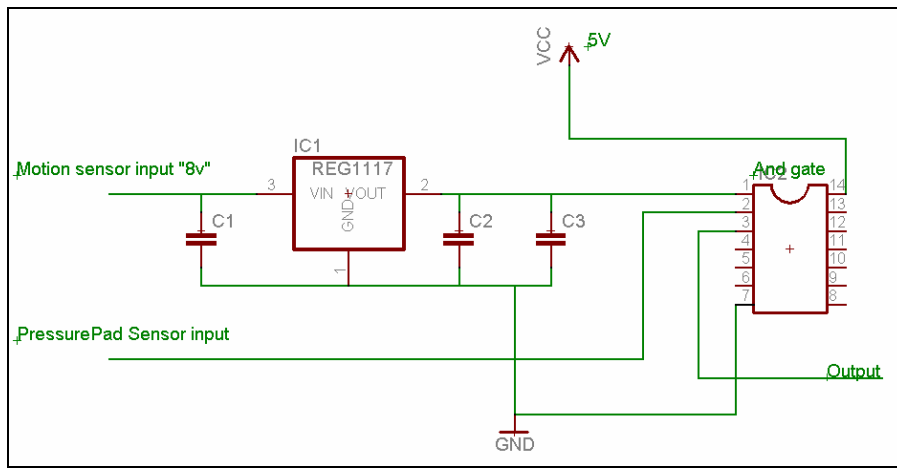 VCC
5V
IC1
Motion sensor input "8v"
REG1117
And gate
IC2
3
VIN
VOUT
2
GND
1
C1
C2
C3
1
14
2
13
3
12
4
11
5
10
6
9
7
8
PressurePad Sensor input
Output
GND